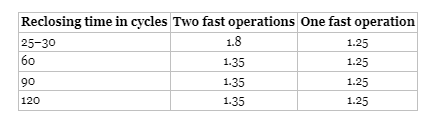 Reclosing time in cycles Two fast operations One fast operation
25–30 1.8 1.25
60 1.35 1.25
90 1.35 1.25
120 1.35 1.25